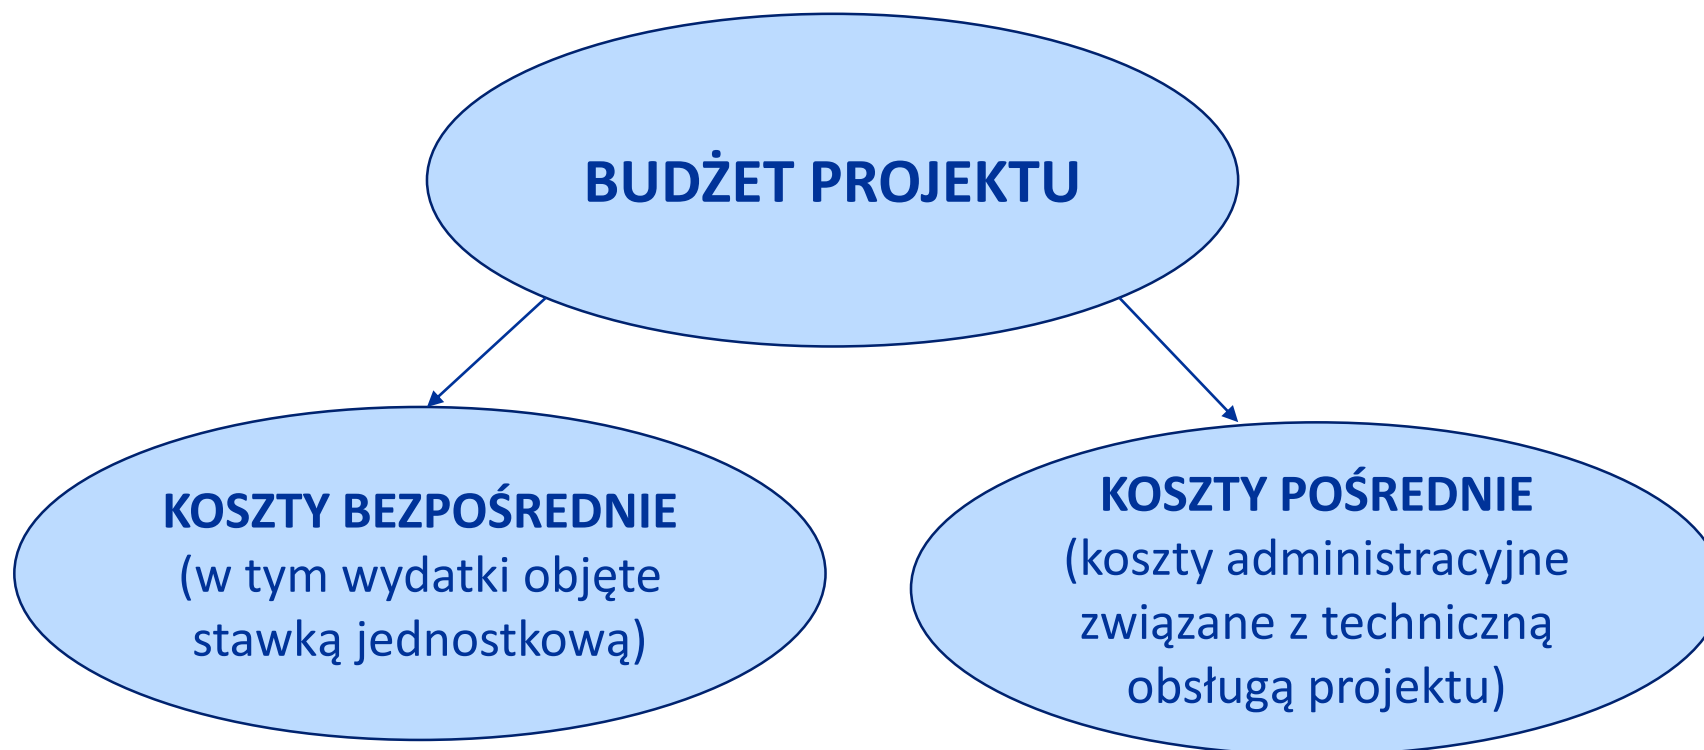 BUDŻET PROJEKTU
KOSZTY BEZPOŚREDNIE
(w tym wydatki objęte
stawką jednostkową)
KOSZTY POŚREDNIE
(koszty administracyjne
związane z techniczną
obsługą projektu)